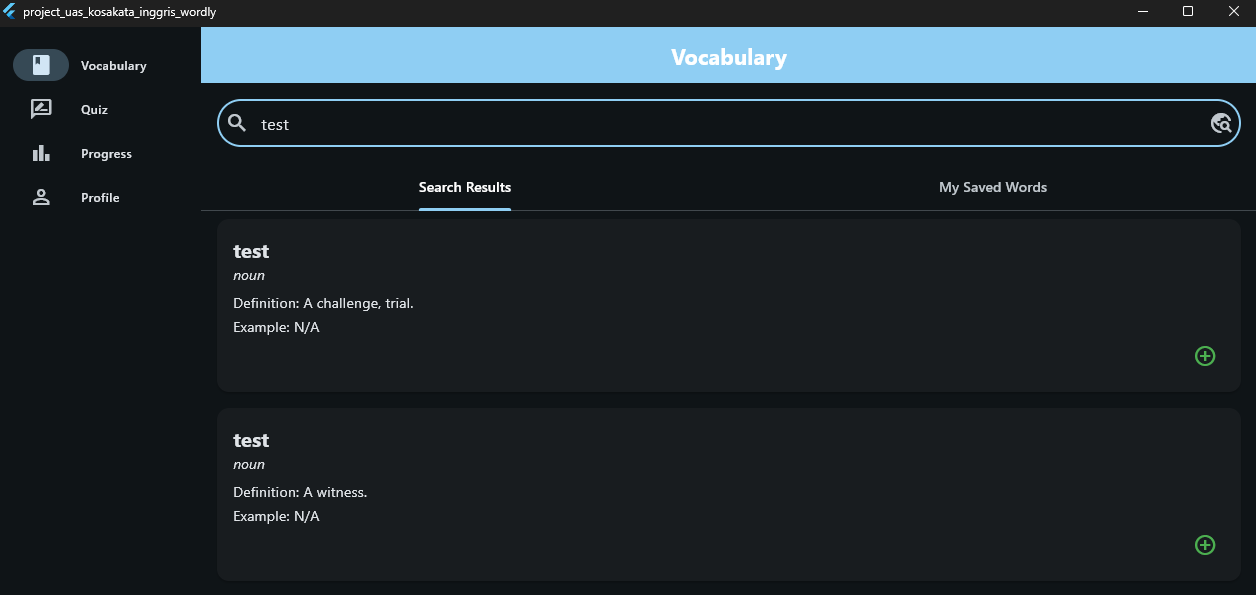 project_uas_kosakata_inggris_wordly
Vocabulary
Quiz
Progress
Profile
Vocabulary
test
Search Results
My Saved Words
test
noun
Definition: A challenge, trial.
Example: N/A
test
noun
Definition: A witness.
Example: N/A